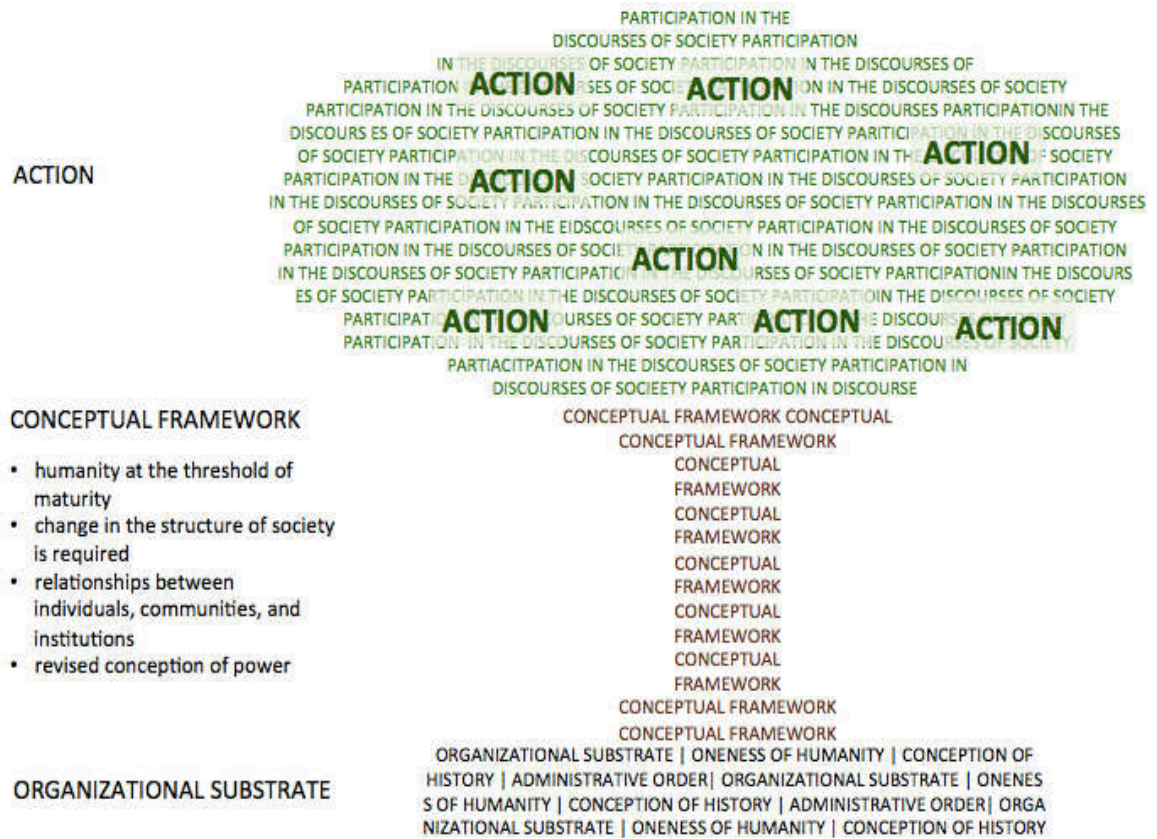 PARTICIPATION IN THE
DISCOURSES OF SOCIETY PARTICIPATION
IN THE DISCOURSES OF SOCIETY PARTICIPATION IN THE DISCOURSES OF
PARTICIPATION ACTION RSES OF SOCI ACTION ON IN THE DISCOURSES OF SOCIETY
PARTICIPATION IN THE DISCOURSES OF SOCIETY PARTICIPATION IN THE DISCOURSES PARTICIPATIONIN THE
DISCOURS ES OF SOCIETY PARTICIPATION IN THE DISCOURSES OF SOCIETY PARITICIPATION IN THE DISCOURSES
OF SOCIETY PARTICIPATION IN THE DISCOURSES OF SOCIETY PARTICIPATION IN THE ACTION OF SOCIETY
ACTION
PARTICIPATION IN THE D ACTION SOCIETY PARTICIPATION IN THE DISCOURSES OF SOCIETY PARTICIPATION
IN THE DISCOURSES OF SOCIETY PARTICIPATION IN THE DISCOURSES OF SOCIETY PARTICIPATION IN THE DISCOURSES
OF SOCIETY PARTICIPATION IN THE EIDSCOURSES OF SOCIETY PARTICIPATION IN THE DISCOURSES OF SOCIETY
PARTICIPATION IN THE DISCOURSES OF SOCIETY PARTICIPATION IN THE DISCOURSES OF SOCIETY PARTICIPATION
ACTION
IN THE DISCOURSES OF SOCIETY PARTICIPATION IN THE DISCOURSES OF SOCIETY PARTICIPATIONIN THE DISCOURS
ES OF SOCIETY PARTICIPATION IN THE DISCOURSES OF SOCIETY PARTICIPATIOIN THE DISCOURSES OF SOCIETY
PARTICIPATI ACTION OURSES OF SOCIETY PART ACTION E DISCOUR ACTION
PARTICIPATION IN THE DISCOURSES OF SOCIETY PARTICIPATION IN THE DISCOURSES OF SOCIETY
PARTIACITPATION IN THE DISCOURSES OF SOCIETY PARTICIPATION IN
DISCOURSES OF SOCIEETY PARTICIPATION IN DISCOURSE
CONCEPTUAL FRAMEWORK
• humanity at the threshold of
maturity
• change in the structure of society
is required
• relationships between
individuals, communities, and
institutions
• revised conception of power
CONCEPTUAL FRAMEWORK CONCEPTUAL
CONCEPTUAL FRAMEWORK
CONCEPTUAL
FRAMEWORK
CONCEPTUAL
FRAMEWORK
CONCEPTUAL
FRAMEWORK
CONCEPTUAL
FRAMEWORK
CONCEPTUAL
FRAMEWORK
CONCEPTUAL FRAMEWORK
CONCEPTUAL FRAMEWORK
ORGANIZATIONAL SUBSTRATE
ORGANIZATIONAL SUBSTRATE | ONENESS OF HUMANITY | CONCEPTION OF
HISTORY | ADMINISTRATIVE ORDER| ORGANIZATIONAL SUBSTRATE | ONENES
S OF HUMANITY | CONCEPTION OF HISTORY | ADMINISTRATIVE ORDER| ORGA
NIZATIONAL SUBSTRATE | ONENESS OF HUMANITY | CONCEPTION OF HISTORY